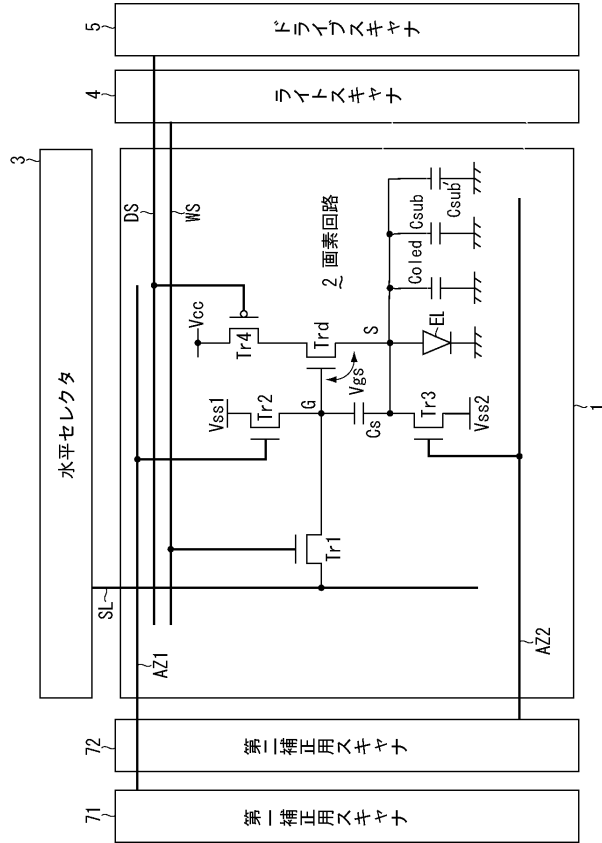 5
ドライブスキャナ
4
ライトスキャナ
3
水平セレクタ
DS
WS
2 画素回路
Vcc
Tr4
Trd
S
Coled
Csub
Csub'
EL
Vgs
G
Vss1
Tr2
Cs
Tr3
Vss2
Tr1
SL
AZ1
AZ2
1
72
第二補正用スキャナ
71
第一補正用スキャナ